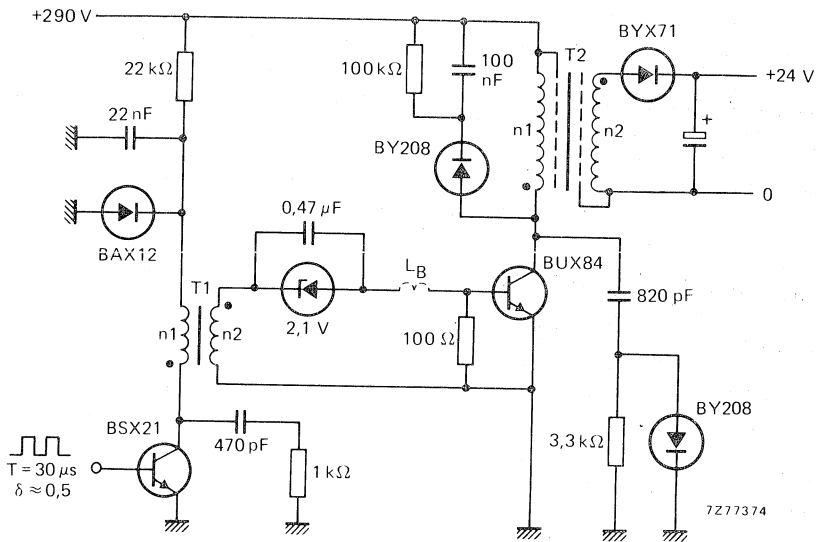 +290 V
22 kΩ
22 nF
BAX12
T1
n1
n2
0,47 µF
2,1 V
L_B
100 kΩ
100
nF
BY208
T2
n1
n2
BYX71
+24 V
+
0
BUX84
100 Ω
820 pF
3,3 kΩ
BY208
BSX21
470 pF
1 kΩ
T = 30 µs
δ ≈ 0,5
7Z77374